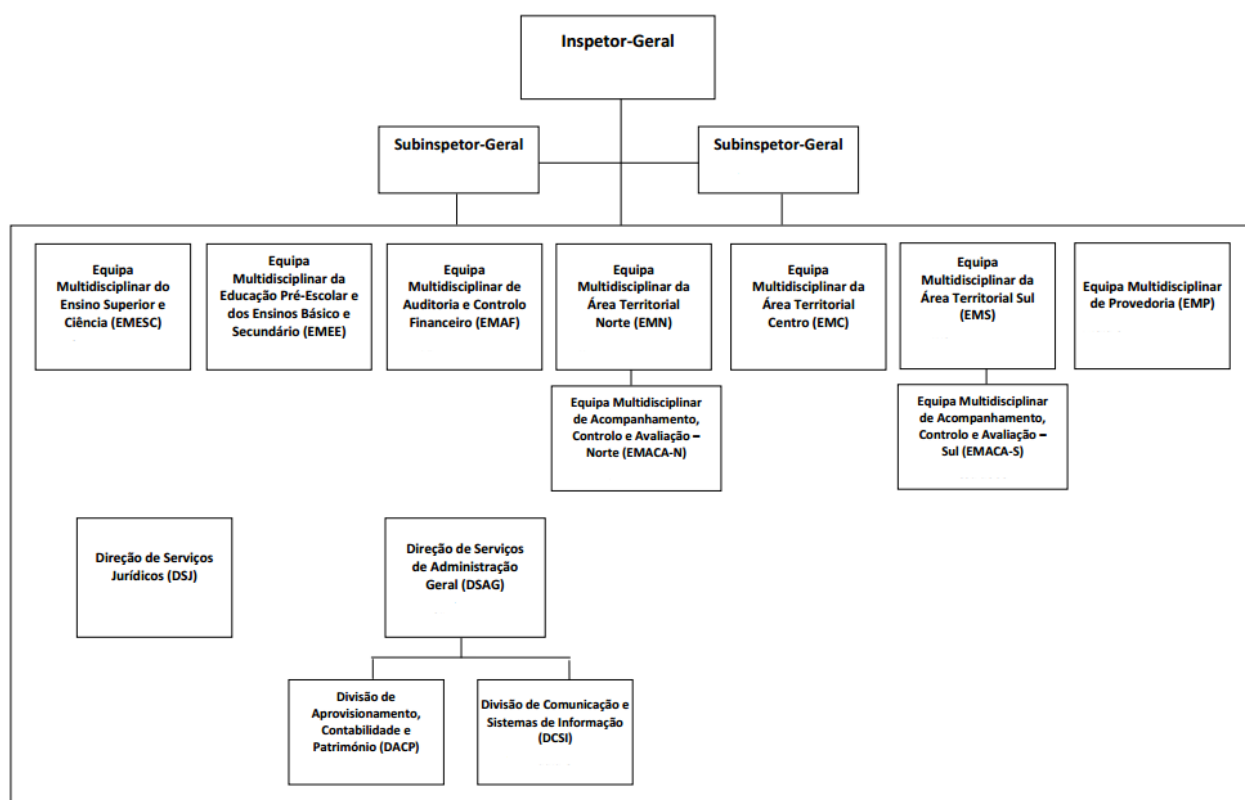 Inspetor-Geral
Subinspetor-Geral
Subinspetor-Geral
Equipa
Multidisciplinar do
Ensino Superior e
Ciência (EMESC)
Equipa
Multidisciplinar da
Educação Pré-Escolar e
dos Ensinos Básico e
Secundário (EMEE)
Equipa
Multidisciplinar de
Auditoria e Controlo
Financeiro (EMAF)
Equipa
Multidisciplinar da
Área Territorial
Norte (EMN)
Equipa
Multidisciplinar da
Área Territorial
Centro (EMC)
Equipa
Multidisciplinar da
Área Territorial Sul
(EMS)
Equipa Multidisciplinar
de Provedoria (EMP)
Equipa Multidisciplinar
de Acompanhamento,
Controlo e Avaliação –
Norte (EMACA-N)
Equipa Multidisciplinar
de Acompanhamento,
Controlo e Avaliação –
Sul (EMACA-S)
Direção de Serviços
Jurídicos (DSJ)
Direção de Serviços
de Administração
Geral (DSAG)
Divisão de
Aprovisionamento,
Contabilidade e
Património (DACP)
Divisão de Comunicação e
Sistemas de Informação
(DCSI)